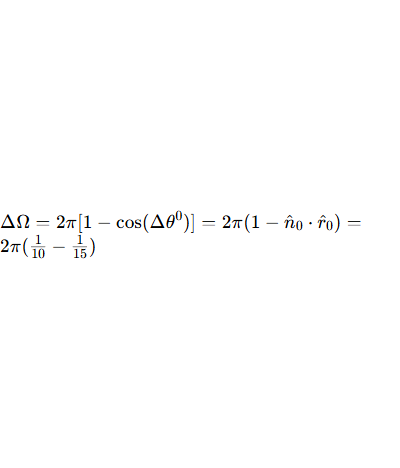 ΔΩ = 2π[1 − cos(Δθ⁰)] = 2π(1 − n̂₀ · r̂₀) =
2π(1/10 − 1/15)